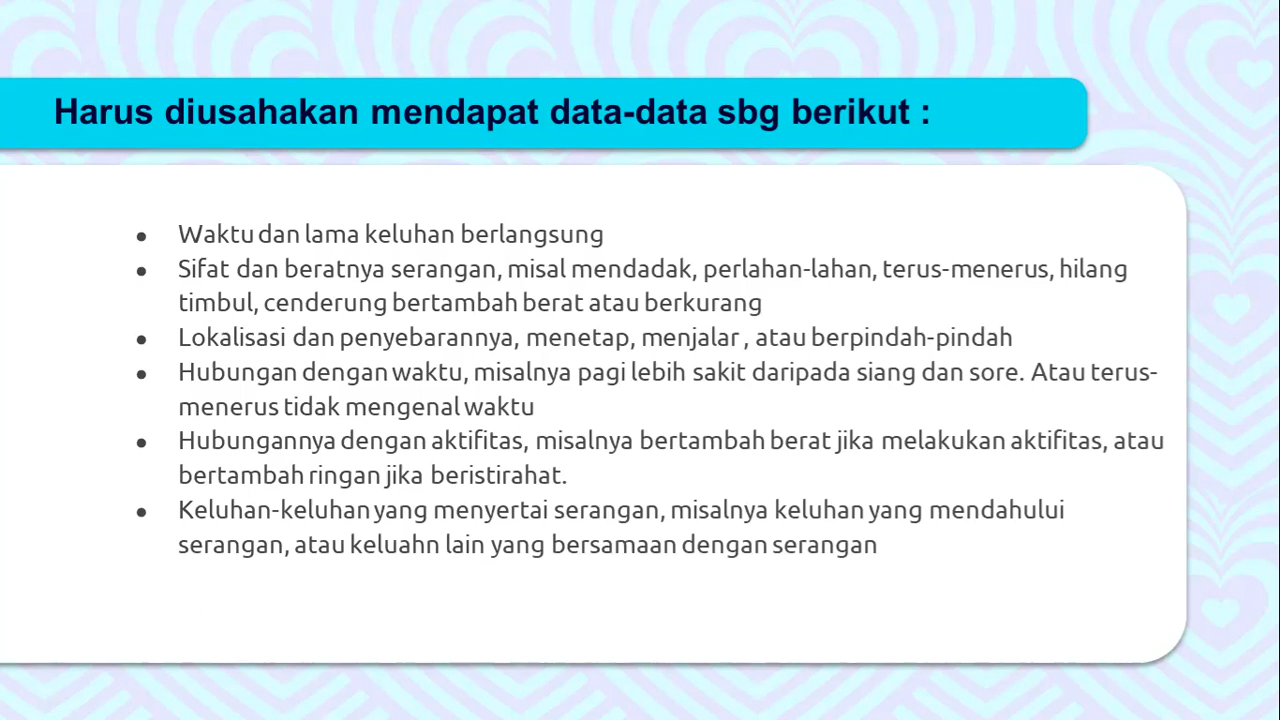 Harus diusahakan mendapat data-data sbg berikut :
● Waktu dan lama keluhan berlangsung
● Sifat dan beratnya serangan, misal mendadak, perlahan-lahan, terus-menerus, hilang
timbul, cenderung bertambah berat atau berkurang
● Lokalisasi dan penyebarannya, menetap, menjalar , atau berpindah-pindah
● Hubungan dengan waktu, misalnya pagi lebih sakit daripada siang dan sore. Atau terus-
menerus tidak mengenal waktu
● Hubungannya dengan aktifitas, misalnya bertambah berat jika melakukan aktifitas, atau
bertambah ringan jika beristirahat.
● Keluhan-keluhan yang menyertai serangan, misalnya keluhan yang mendahului
serangan, atau keluahn lain yang bersamaan dengan serangan